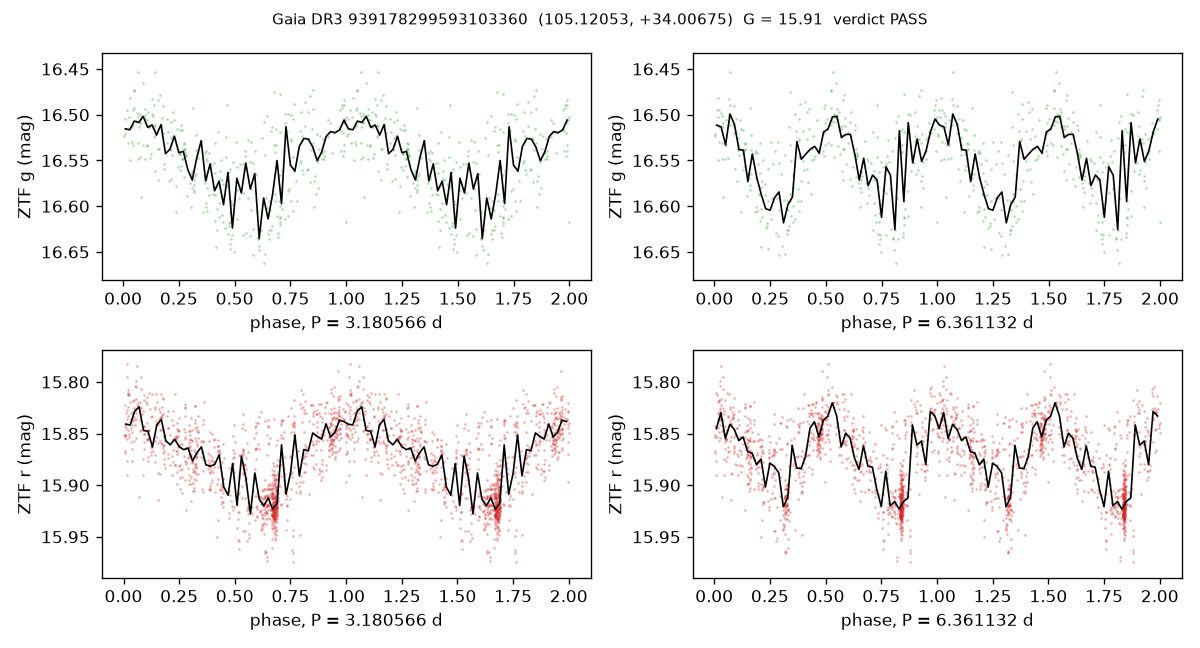 Gaia DR3 939178299593103360 (105.12053, +34.00675) G = 15.91 verdict PASS
ZTF g (mag)
16.45
16.50
16.55
16.60
16.65
0.00 0.25 0.50 0.75 1.00 1.25 1.50 1.75 2.00
phase, P = 3.180566 d
ZTF g (mag)
16.45
16.50
16.55
16.60
16.65
0.00 0.25 0.50 0.75 1.00 1.25 1.50 1.75 2.00
phase, P = 6.361132 d
ZTF r (mag)
15.80
15.85
15.90
15.95
0.00 0.25 0.50 0.75 1.00 1.25 1.50 1.75 2.00
phase, P = 3.180566 d
ZTF r (mag)
15.80
15.85
15.90
15.95
0.00 0.25 0.50 0.75 1.00 1.25 1.50 1.75 2.00
phase, P = 6.361132 d